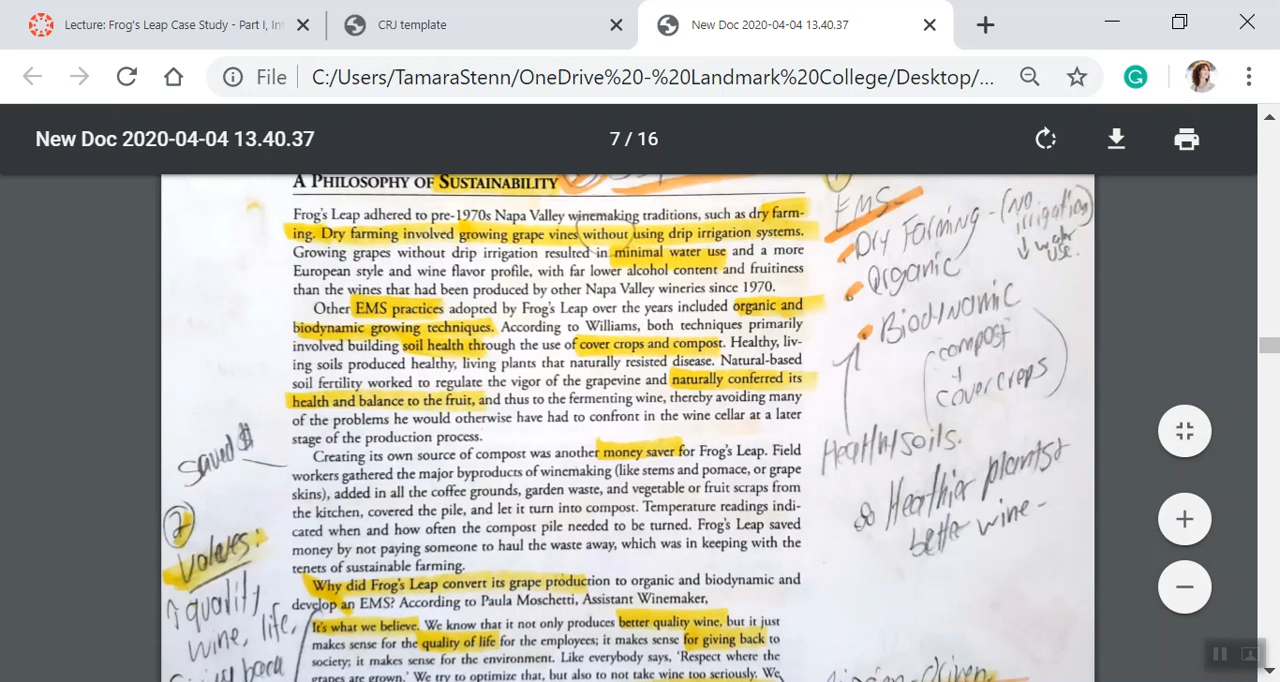 Lecture: Frog's Leap Case Study - Part I, Int
CRJ template
New Doc 2020-04-04 13.40.37
File
C:/Users/TamaraStenn/OneDrive%20-%20Landmark%20College/Desktop/...
New Doc 2020-04-04 13.40.37
7 / 16
A PHILOSOPHY OF SUSTAINABILITY
Frog's Leap adhered to pre-1970s Napa Valley winemaking traditions, such as dry farm-
ing. Dry farming involved growing grape vines without using drip irrigation systems.
Growing grapes without drip irrigation resulted in minimal water use and a more
European style and wine flavor profile, with far lower alcohol content and fruitiness
than the wines that had been produced by other Napa Valley wineries since 1970.
Other EMS practices adopted by Frog's Leap over the years included organic and
biodynamic growing techniques. According to Williams, both techniques primarily
involved building soil health through the use of cover crops and compost. Healthy, liv-
ing soils produced healthy, living plants that naturally resisted disease. Natural-based
soil fertility worked to regulate the vigor of the grapevine and naturally conferred its
health and balance to the fruit, and thus to the fermenting wine, thereby avoiding many
of the problems he would otherwise have had to confront in the wine cellar at a later
stage of the production process.
Creating its own source of compost was another money saver for Frog's Leap. Field
workers gathered the major byproducts of winemaking (like stems and pomace, or grape
skins), added in all the coffee grounds, garden waste, and vegetable or fruit scraps from
the kitchen, covered the pile, and let it turn into compost. Temperature readings indi-
cated when and how often the compost pile needed to be turned. Frog's Leap saved
money by not paying someone to haul the waste away, which was in keeping with the
tenets of sustainable farming.
Why did Frog's Leap convert its grape production to organic and biodynamic and
develop an EMS? According to Paula Moschetti, Assistant Winemaker,
It's what we believe. We know that it not only produces better quality wine, but it just
makes sense for the quality of life for the employees; it makes sense for giving back to
society; it makes sense for the environment. Like everybody says, 'Respect where the
grapes are grown.' We try to optimize that, but also to not take wine too seriously. We
saved $
2
values:
↑ quality
wine, life,
giving back
EMS
Dry Farming - (no irrigation)
↓ water use.
Organic
Biodynamic
(compost
+
cover crops)
Healthy soils.
Healthier plants &
better wine -